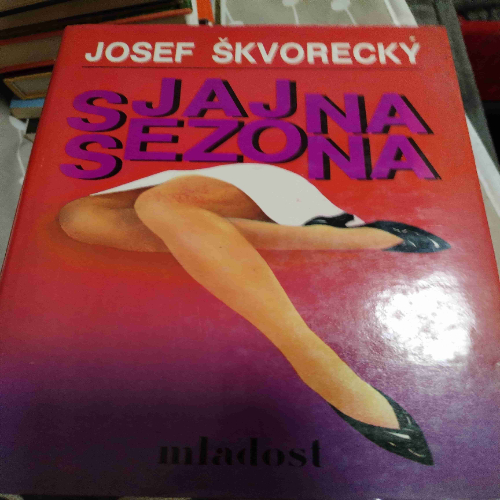 JOSEF ŠKVORECKÝ
SJAJNA
SEZONA
mladost